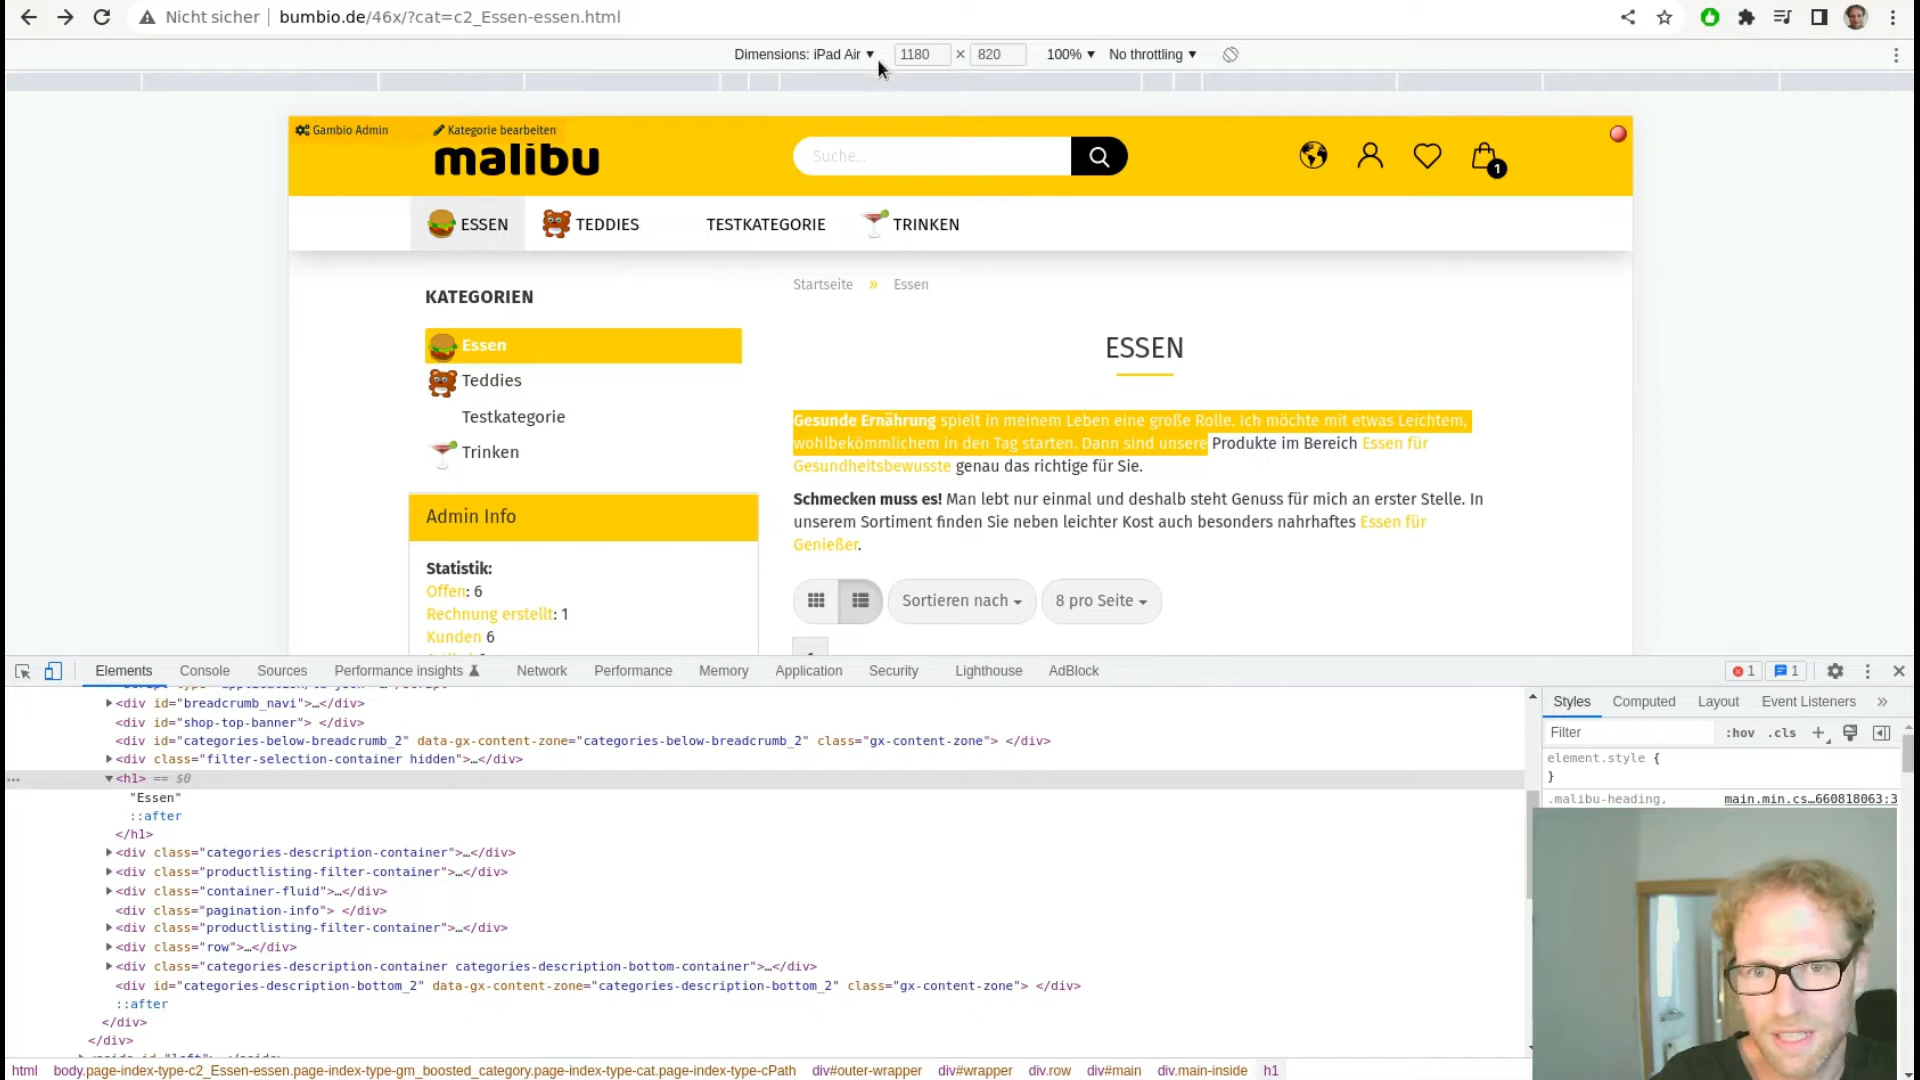 Nicht sicher bumbio.de/46x/?cat=c2_Essen-essen.html
Dimensions: iPad Air ▼ 1180 × 820 100% ▼ No throttling ▼
Gambio Admin Kategorie bearbeiten
malibu
Suche...
1
ESSEN TEDDIES TESTKATEGORIE TRINKEN
KATEGORIEN
Essen
Teddies
Testkategorie
Trinken
Admin Info
Statistik:
Offen: 6
Rechnung erstellt: 1
Kunden 6
Startseite » Essen
ESSEN
Gesunde Ernährung spielt in meinem Leben eine große Rolle. Ich möchte mit etwas Leichtem,
wohlbekömmlichem in den Tag starten. Dann sind unsere Produkte im Bereich Essen für
Gesundheitsbewusste genau das richtige für Sie.
Schmecken muss es! Man lebt nur einmal und deshalb steht Genuss für mich an erster Stelle. In
unserem Sortiment finden Sie neben leichter Kost auch besonders nahrhaftes Essen für
Genießer.
Sortieren nach 8 pro Seite
Elements Console Sources Performance insights Network Performance Memory Application Security Lighthouse AdBlock 1 1
<div id="breadcrumb_navi">…</div>
<div id="shop-top-banner"> </div>
<div id="categories-below-breadcrumb_2" data-gx-content-zone="categories-below-breadcrumb_2" class="gx-content-zone"> </div>
<div class="filter-selection-container hidden">…</div>
<h1> == $0
"Essen"
::after
</h1>
<div class="categories-description-container">…</div>
<div class="productlisting-filter-container">…</div>
<div class="container-fluid">…</div>
<div class="pagination-info"> </div>
<div class="productlisting-filter-container">…</div>
<div class="row">…</div>
<div class="categories-description-container categories-description-bottom-container">…</div>
<div id="categories-description-bottom_2" data-gx-content-zone="categories-description-bottom_2" class="gx-content-zone"> </div>
::after
</div>
</div>
html body.page-index-type-c2_Essen-essen.page-index-type-gm_boosted_category.page-index-type-cat.page-index-type-cPath div#outer-wrapper div#wrapper div.row div#main div.main-inside h1
Styles Computed Layout Event Listeners »
Filter :hov .cls +
element.style {
}
.malibu-heading, main.min.cs…660818063:3